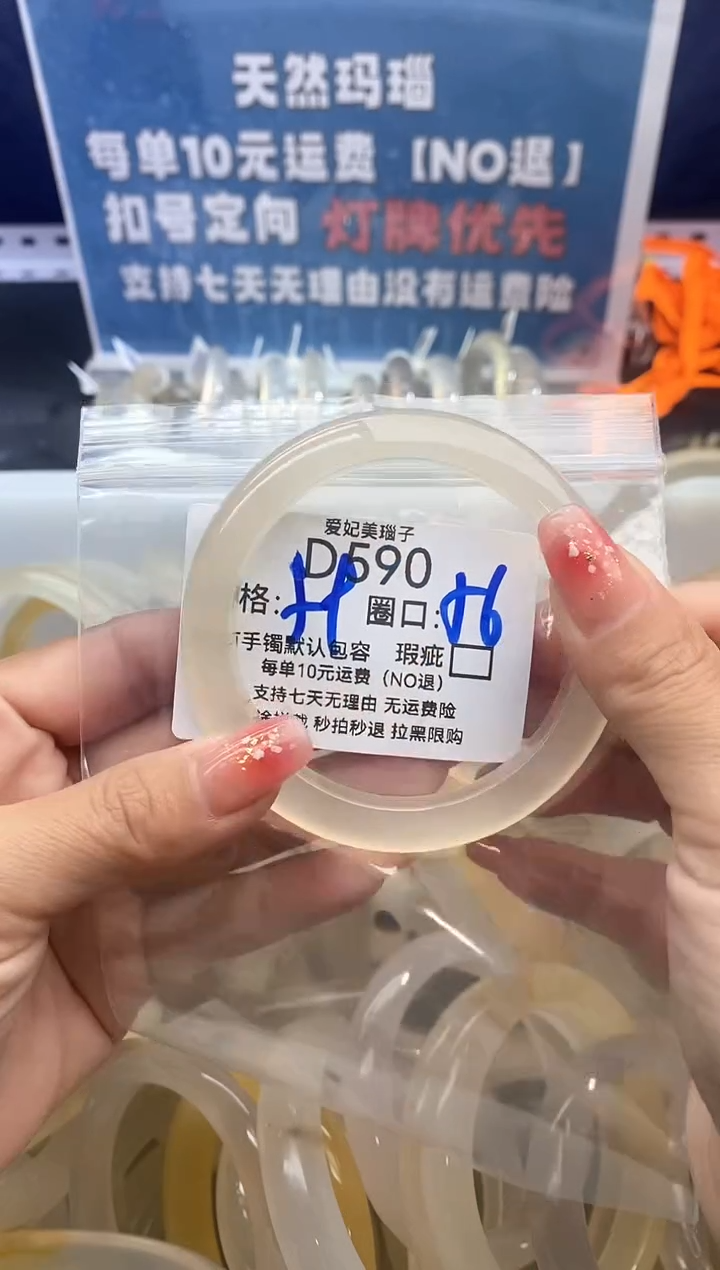 天然玛瑙
每单10元运费【NO退】
扣号定向 灯牌优先
支持七天无理由没有运费险
爱妃美瑙子
D590
格: H 圈口:
手镯默认包容 瑕疵
每单10元运费（NO退）
支持七天无理由 无运费险
秒拍秒退 拉黑限购